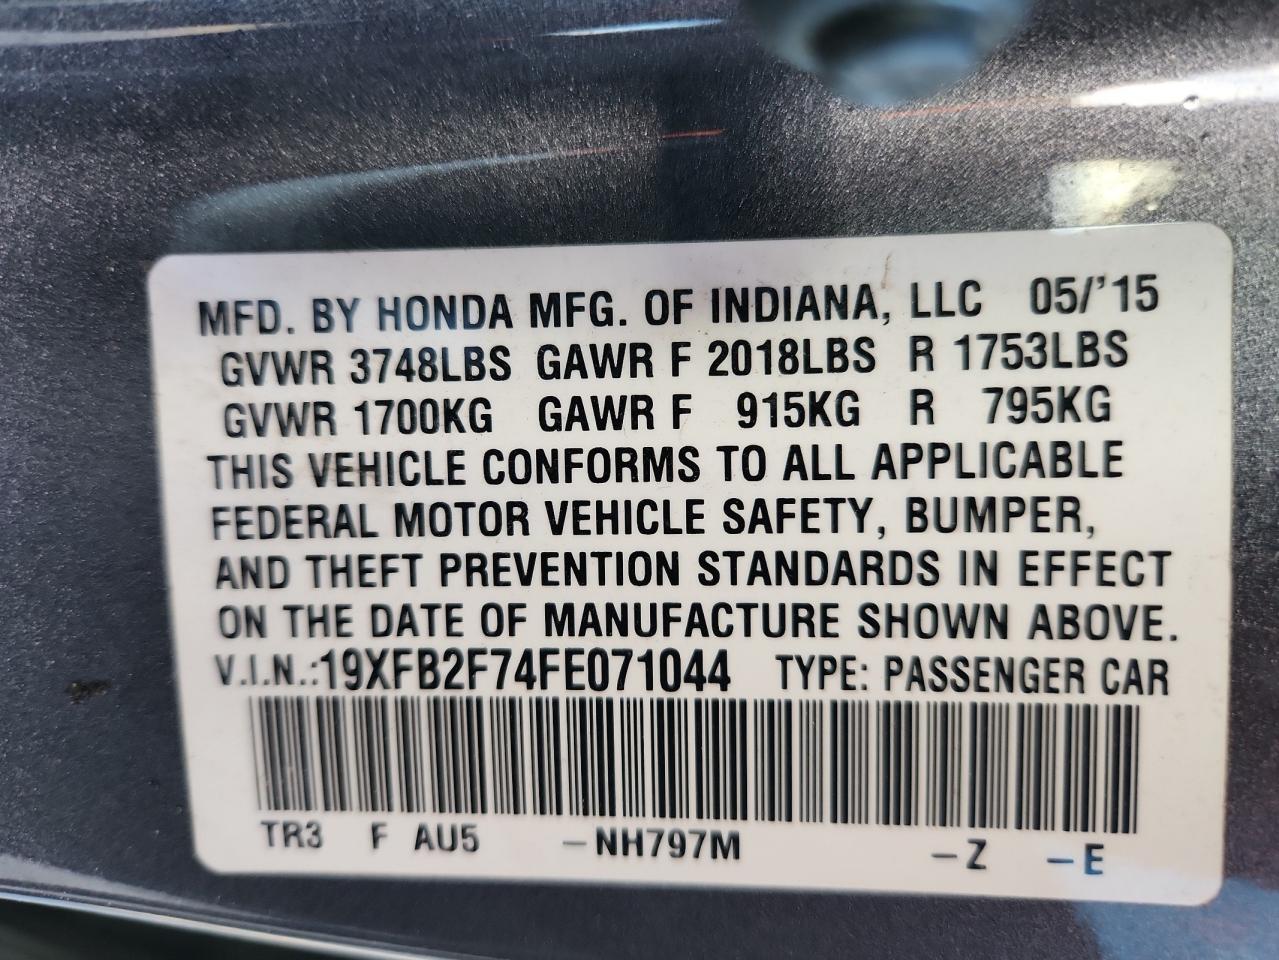 MFD. BY HONDA MFG. OF INDIANA, LLC 05/'15
GVWR 3748LBS GAWR F 2018LBS R 1753LBS
GVWR 1700KG GAWR F 915KG R 795KG
THIS VEHICLE CONFORMS TO ALL APPLICABLE
FEDERAL MOTOR VEHICLE SAFETY, BUMPER,
AND THEFT PREVENTION STANDARDS IN EFFECT
ON THE DATE OF MANUFACTURE SHOWN ABOVE.
V.I.N.:19XFB2F74FE071044 TYPE: PASSENGER CAR
TR3 F AU5 –NH797M –Z –E